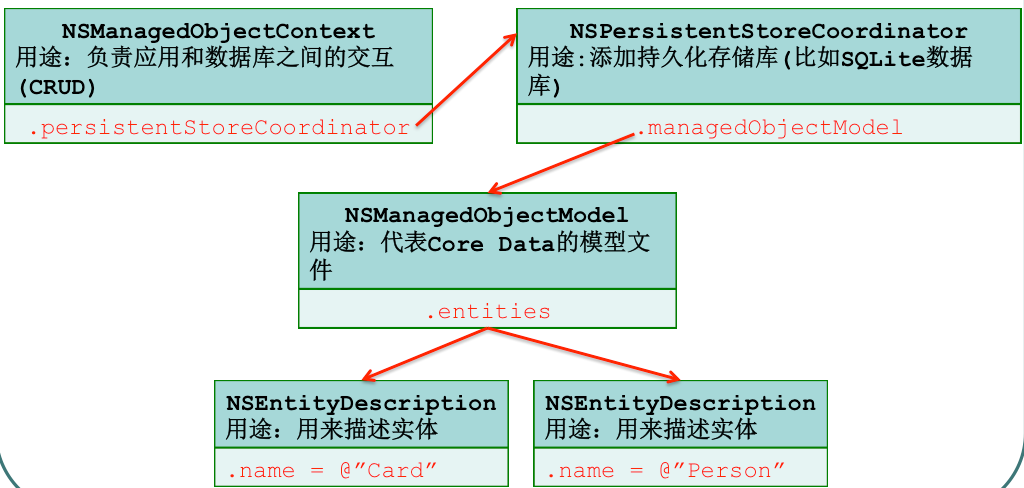 NSManagedObjectContext
用途：负责应用和数据库之间的交互
(CRUD)
.persistentStoreCoordinator
NSPersistentStoreCoordinator
用途:添加持久化存储库(比如SQLite数据
库)
.managedObjectModel
NSManagedObjectModel
用途：代表Core Data的模型文
件
.entities
NSEntityDescription
用途：用来描述实体
.name = @”Card”
NSEntityDescription
用途：用来描述实体
.name = @”Person”